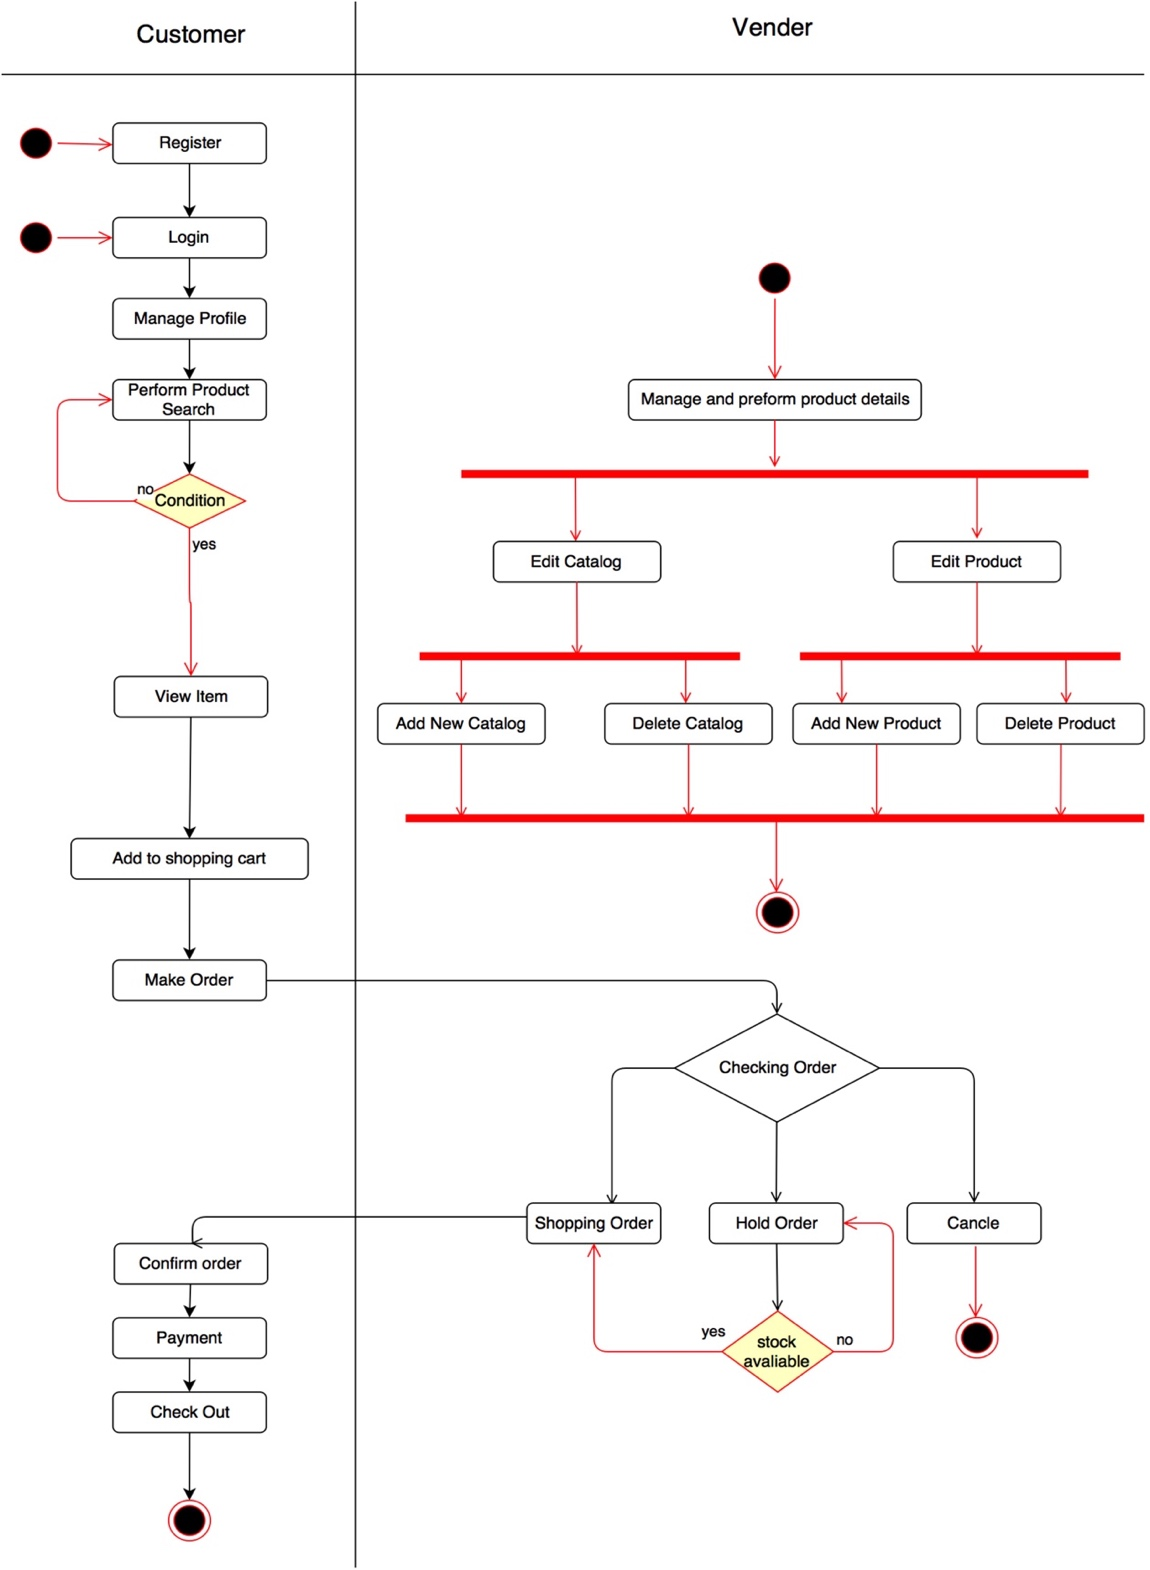 Customer
Vender
Register
Login
Manage Profile
Perform Product
Search
no
Condition
yes
View Item
Add to shopping cart
Make Order
Manage and preform product details
Edit Catalog
Edit Product
Add New Catalog
Delete Catalog
Add New Product
Delete Product
Checking Order
Shopping Order
Hold Order
Cancle
yes
stock
avaliable
no
Confirm order
Payment
Check Out